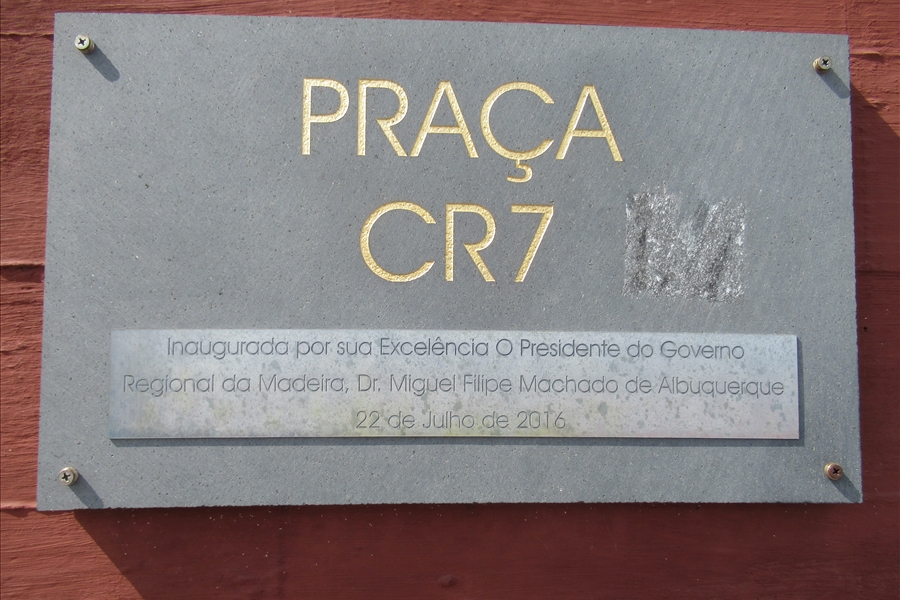 PRAÇA
CR7
Inaugurada por sua Excelência O Presidente do Governo
Regional da Madeira, Dr. Miguel Filipe Machado de Albuquerque
22 de Julho de 2016